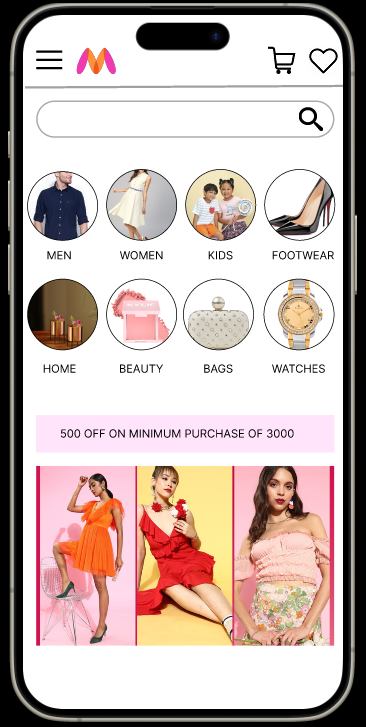 MEN WOMEN KIDS FOOTWEAR
HOME BEAUTY BAGS WATCHES
500 OFF ON MINIMUM PURCHASE OF 3000